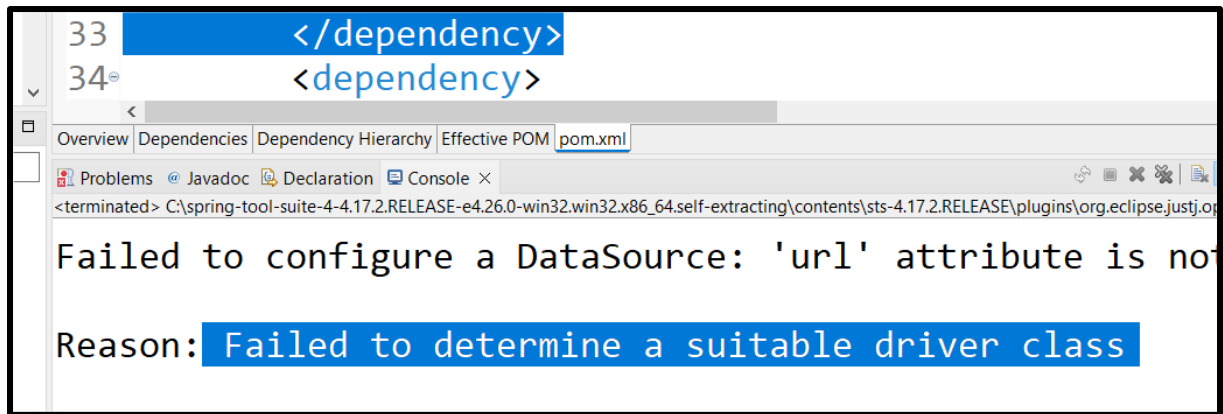 33 </dependency>
34 <dependency>
Overview Dependencies Dependency Hierarchy Effective POM pom.xml
Problems @ Javadoc Declaration Console
<terminated> C:\spring-tool-suite-4-4.17.2.RELEASE-e4.26.0-win32.win32.x86_64.self-extracting\contents\sts-4.17.2.RELEASE\plugins\org.eclipse.justj.op
Failed to configure a DataSource: 'url' attribute is not
Reason: Failed to determine a suitable driver class